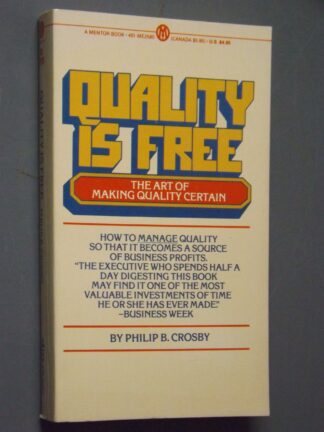 A MENTOR BOOK • 451 ME2585 (CANADA $5.95) • U.S. $4.95
QUALITY
IS FREE
THE ART OF
MAKING QUALITY CERTAIN
HOW TO MANAGE QUALITY
SO THAT IT BECOMES A SOURCE
OF BUSINESS PROFITS.
"THE EXECUTIVE WHO SPENDS HALF A
DAY DIGESTING THIS BOOK
MAY FIND IT ONE OF THE MOST
VALUABLE INVESTMENTS OF TIME
HE OR SHE HAS EVER MADE."
–BUSINESS WEEK
BY PHILIP B. CROSBY